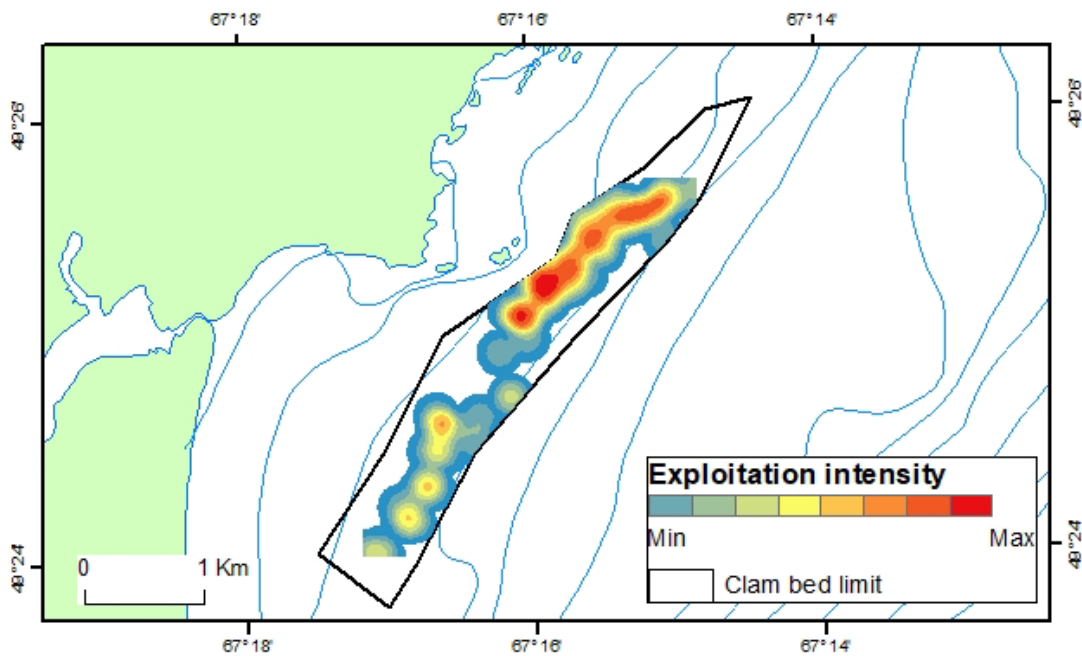 67°18' 67°16' 67°14'
49°26' 49°26'
Exploitation intensity
Min Max
Clam bed limit
0 1 Km
49°24' 49°24'
67°18' 67°16' 67°14'